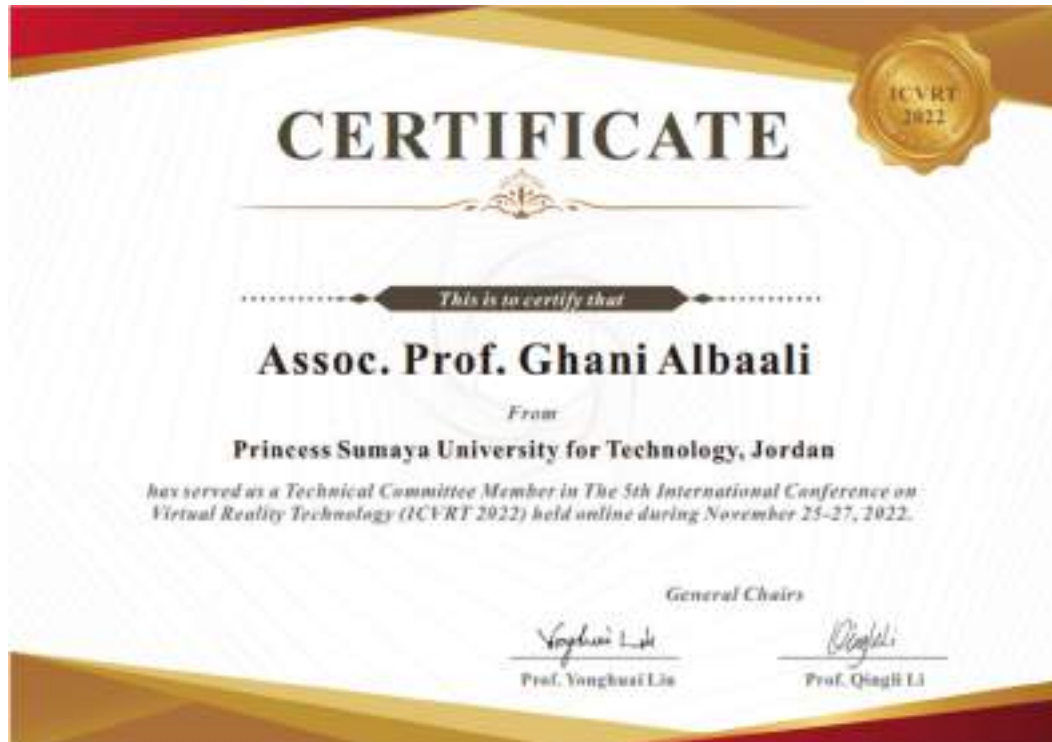 ICVRT
2022
CERTIFICATE
This is to certify that
Assoc. Prof. Ghani Albaali
From
Princess Sumaya University for Technology, Jordan
has served as a Technical Committee Member in The 5th International Conference on
Virtual Reality Technology (ICVRT 2022) held online during November 25-27, 2022.
General Chairs
Prof. Yonghuai Liu
Prof. Qingli Li